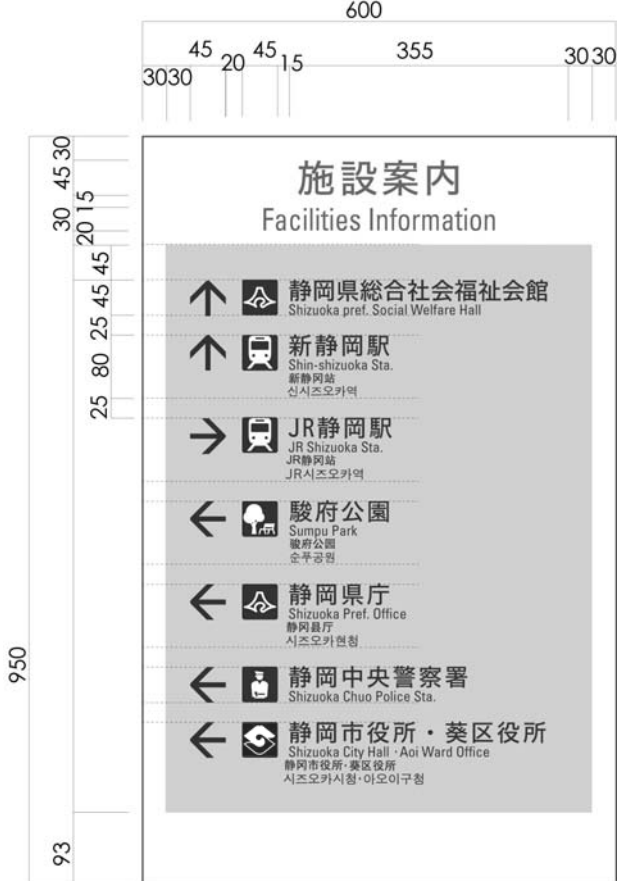 600
45
45
355
20
15
30 30
30 30
30
45
15
30
20
45
45
25
80
25
950
93
施設案内
Facilities Information
静岡県総合社会福祉会館
Shizuoka pref. Social Welfare Hall
新静岡駅
Shin-shizuoka Sta.
新静冈站
신시즈오카역
JR静岡駅
JR Shizuoka Sta.
JR静冈站
JR시즈오카역
駿府公園
Sumpu Park
骏府公园
순푸공원
静岡県庁
Shizuoka Pref. Office
静冈县厅
시즈오카현청
静岡中央警察署
Shizuoka Chuo Police Sta.
静岡市役所・葵区役所
Shizuoka City Hall · Aoi Ward Office
静冈市役所·葵区役所
시즈오카시청·아오이구청